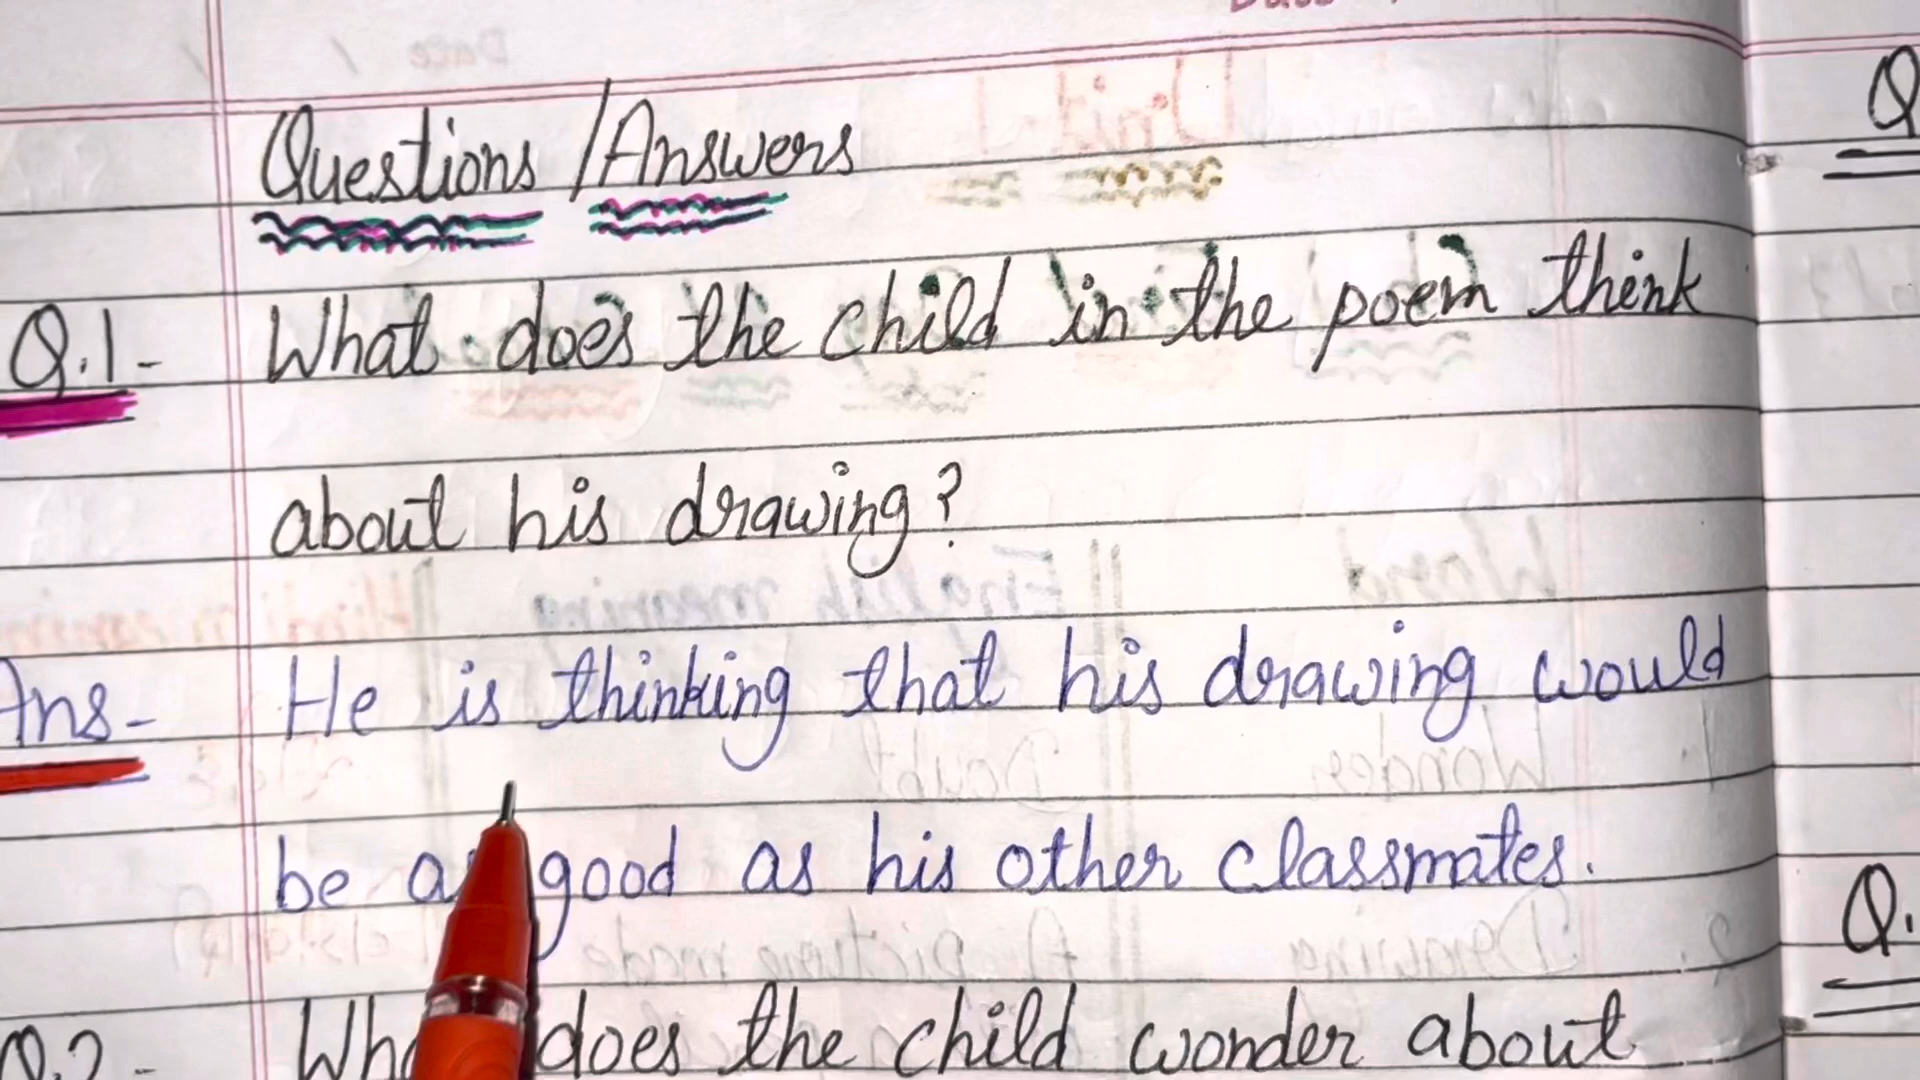 Questions / Answers
Q.1- What does the child in the poem think
about his drawing?
Ans- He is thinking that his drawing would
be as good as his other classmates.
Q.2- does the child wonder about
Q
Q.